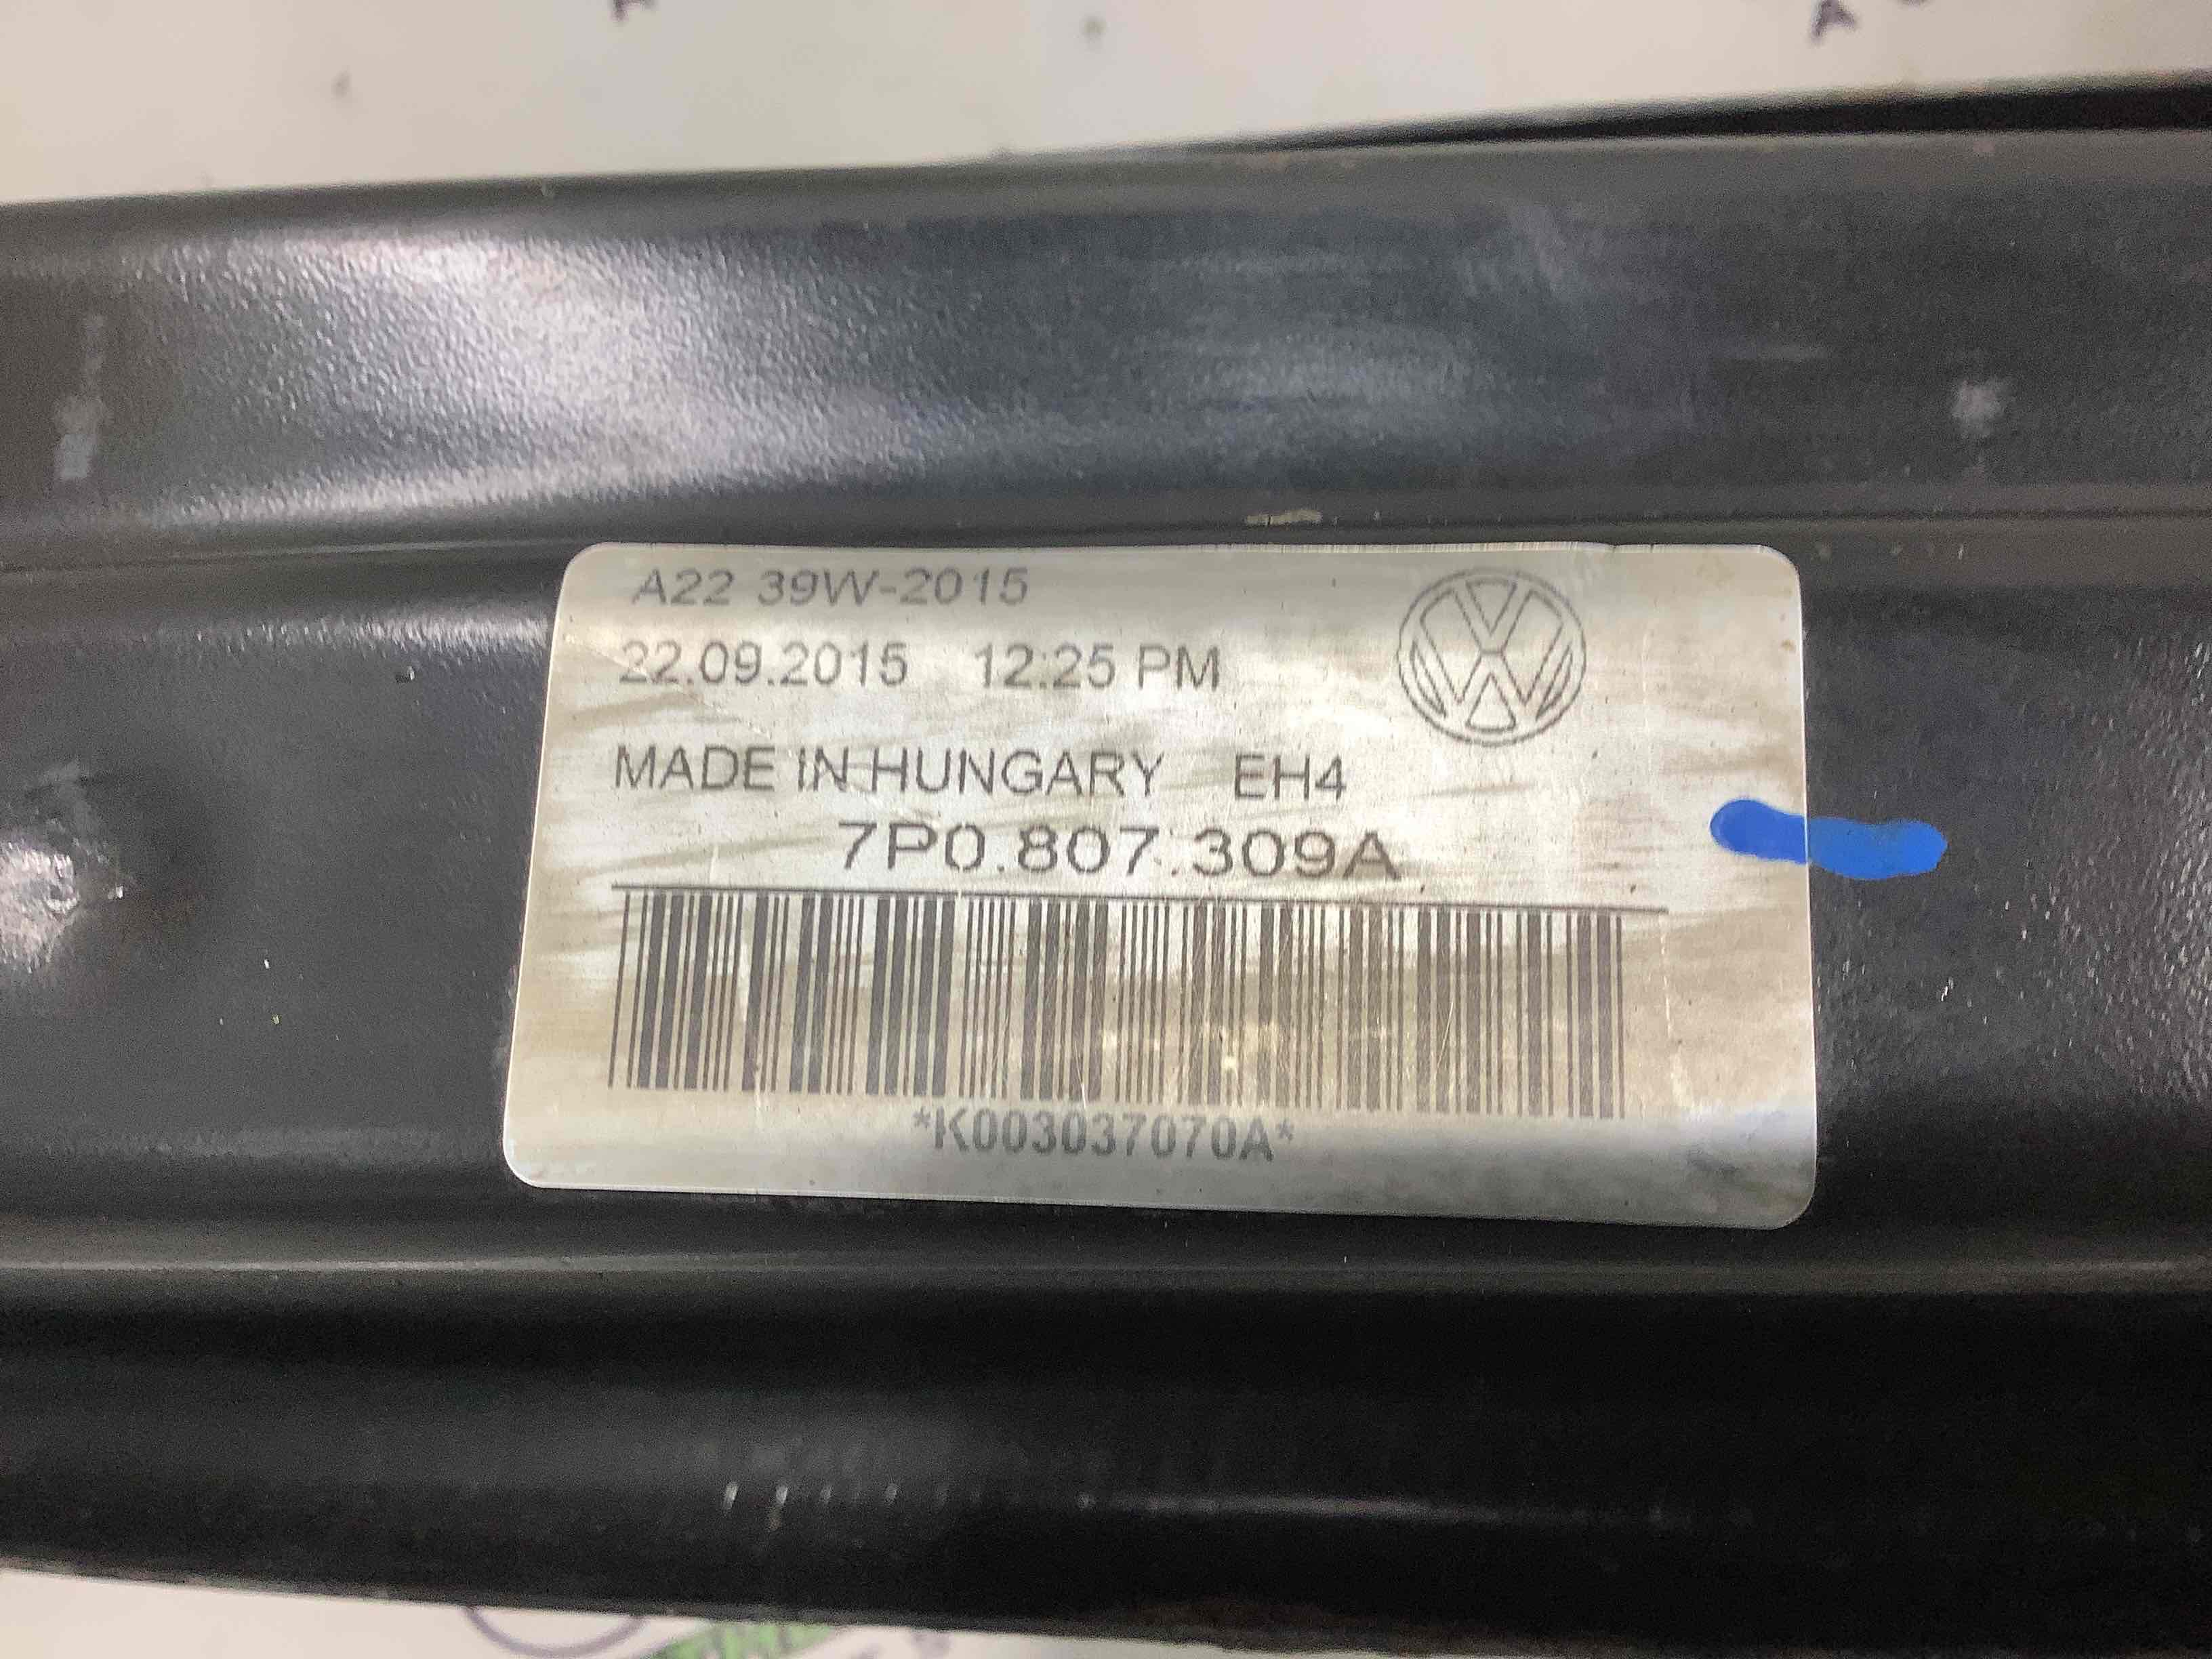 A22 39W-2015
22.09.2015 12:25 PM
MADE IN HUNGARY EH4
7P0.807.309A
*K003037070A*